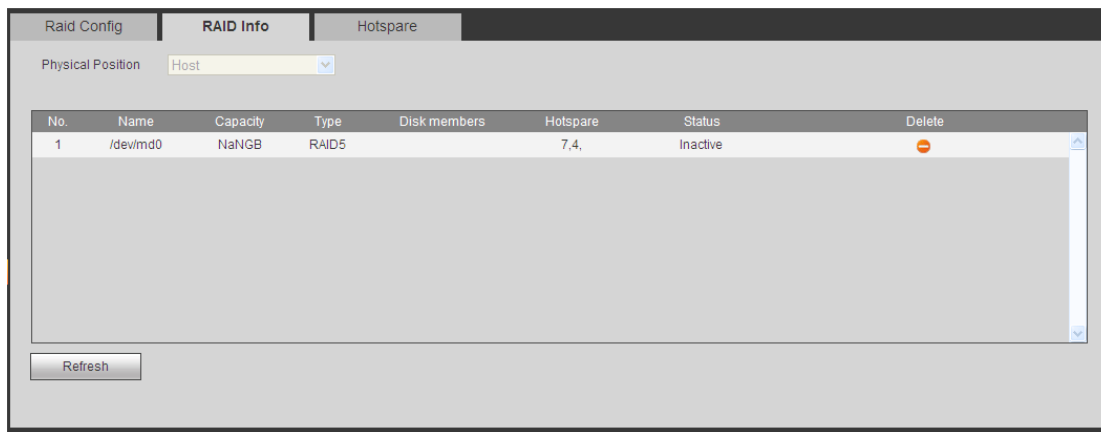 Raid Config RAID Info Hotspare
Physical Position Host
No. Name Capacity Type Disk members Hotspare Status Delete
1 /dev/md0 NaNGB RAID5 7,4, Inactive
Refresh